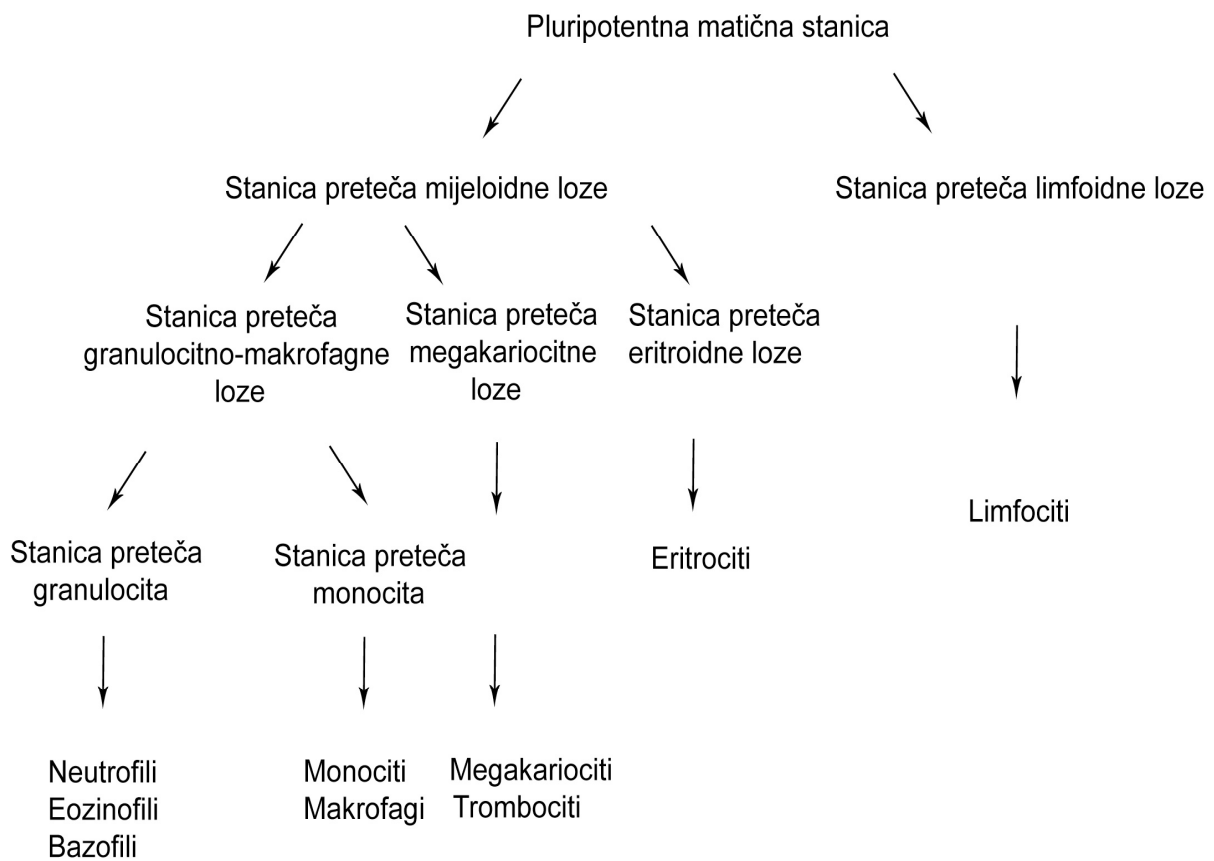 Pluripotentna matična stanica
Stanica preteča mijeloidne loze
Stanica preteča limfoidne loze
Stanica preteča
granulocitno-makrofagne
loze
Stanica preteča
megakariocitne
loze
Stanica preteča
eritroidne loze
Limfociti
Stanica preteča
granulocita
Stanica preteča
monocita
Eritrociti
Neutrofili
Eozinofili
Bazofili
Monociti
Makrofagi
Megakariociti
Trombociti